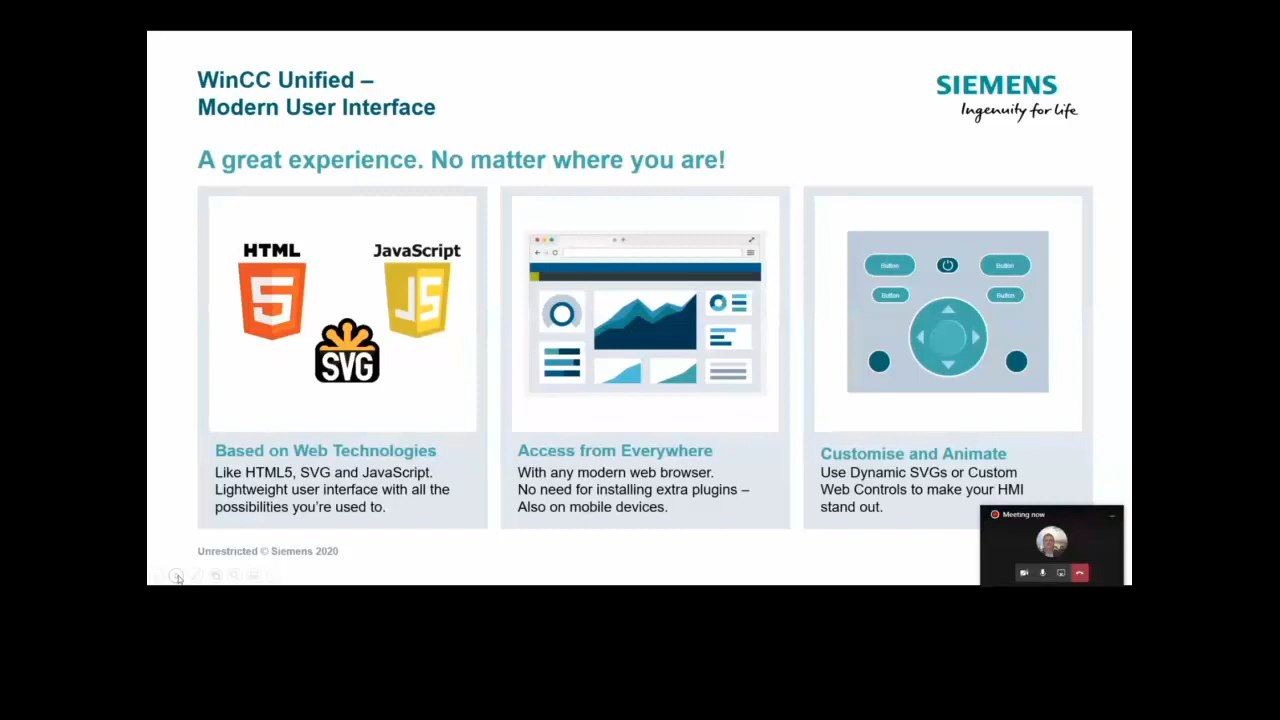 WinCC Unified –
Modern User Interface
SIEMENS
Ingenuity for life
A great experience. No matter where you are!
HTML
5
JavaScript
JS
SVG
Button
Button
Button
Button
Based on Web Technologies
Like HTML5, SVG and JavaScript.
Lightweight user interface with all the
possibilities you're used to.
Access from Everywhere
With any modern web browser.
No need for installing extra plugins –
Also on mobile devices.
Customise and Animate
Use Dynamic SVGs or Custom
Web Controls to make your HMI
stand out.
Meeting now
Unrestricted © Siemens 2020